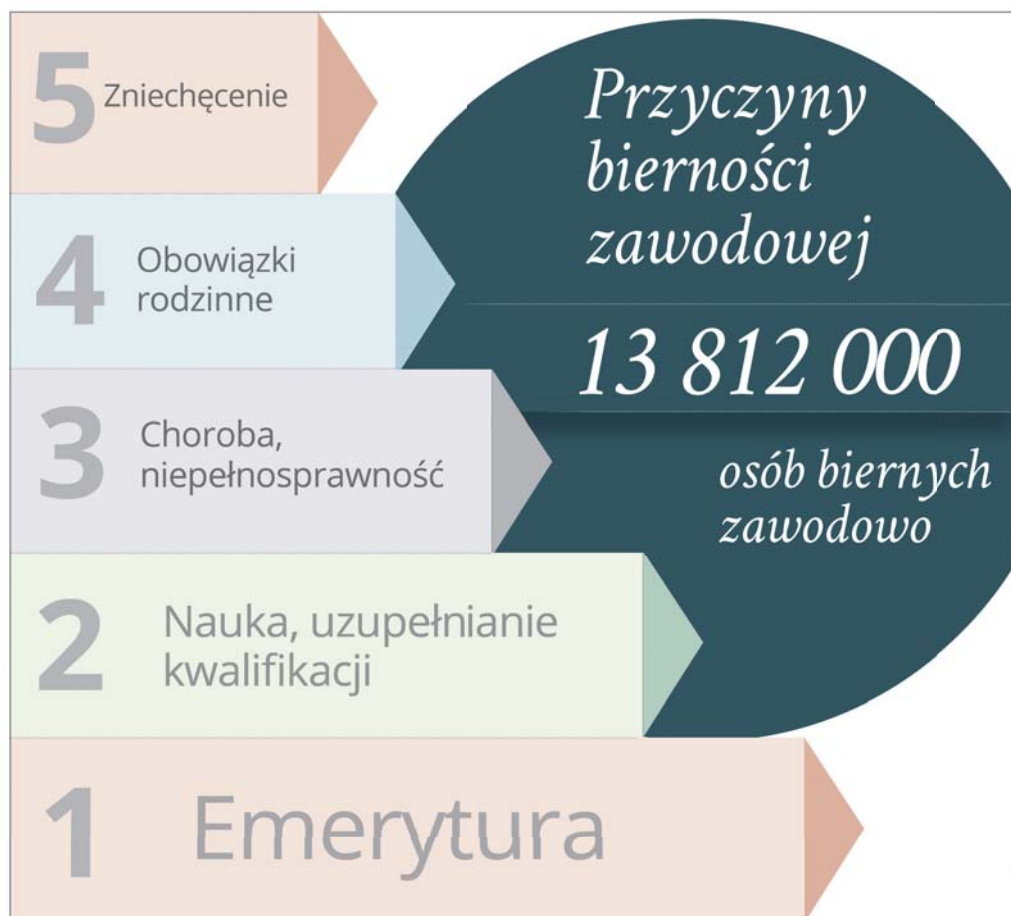 5 Zniechęcenie
4 Obowiązki
rodzinne
3 Choroba,
niepełnosprawność
2 Nauka, uzupełnianie
kwalifikacji
1 Emerytura
Przyczyny
bierności
zawodowej
13 812 000
osób biernych
zawodowo